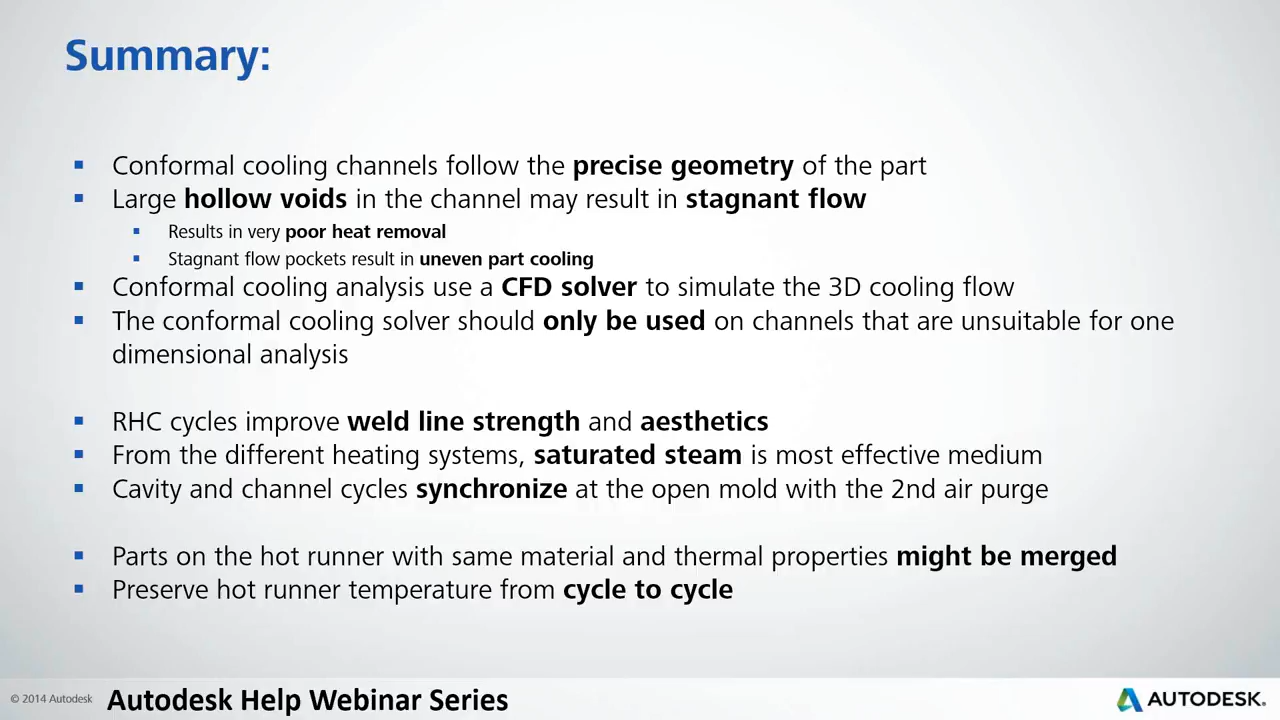 Summary:
Conformal cooling channels follow the precise geometry of the part
Large hollow voids in the channel may result in stagnant flow
Results in very poor heat removal
Stagnant flow pockets result in uneven part cooling
Conformal cooling analysis use a CFD solver to simulate the 3D cooling flow
The conformal cooling solver should only be used on channels that are unsuitable for one
dimensional analysis
RHC cycles improve weld line strength and aesthetics
From the different heating systems, saturated steam is most effective medium
Cavity and channel cycles synchronize at the open mold with the 2nd air purge
Parts on the hot runner with same material and thermal properties might be merged
Preserve hot runner temperature from cycle to cycle
© 2014 Autodesk Autodesk Help Webinar Series AUTODESK.